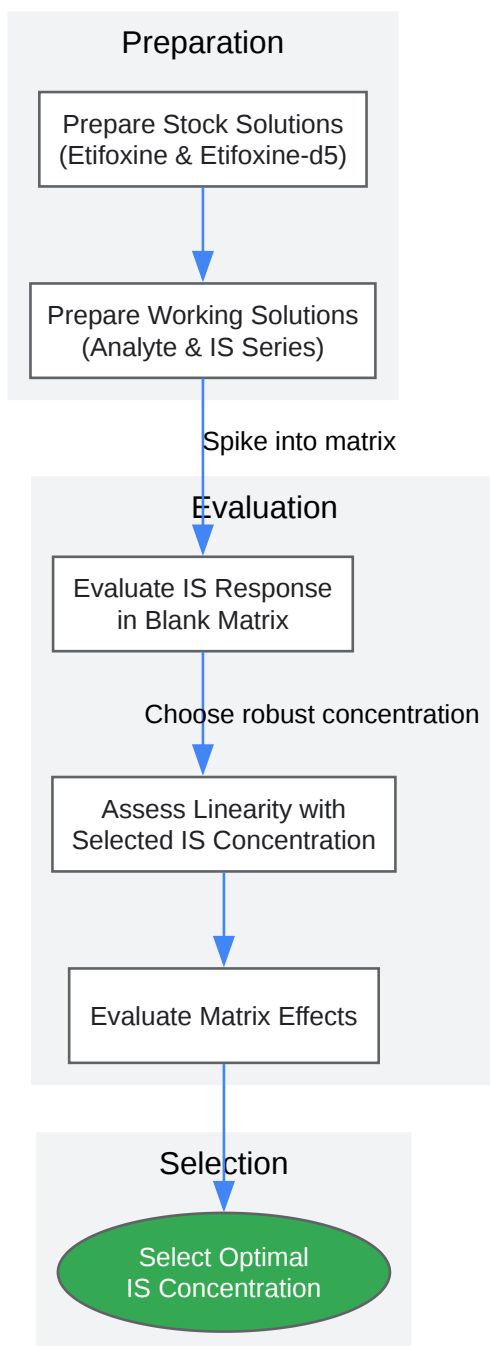 Preparation
Prepare Stock Solutions
(Etifoxine & Etifoxine-d5)
Prepare Working Solutions
(Analyte & IS Series)
Spike into matrix
Evaluation
Evaluate IS Response
in Blank Matrix
Choose robust concentration
Assess Linearity with
Selected IS Concentration
Evaluate Matrix Effects
Selection
Select Optimal
IS Concentration